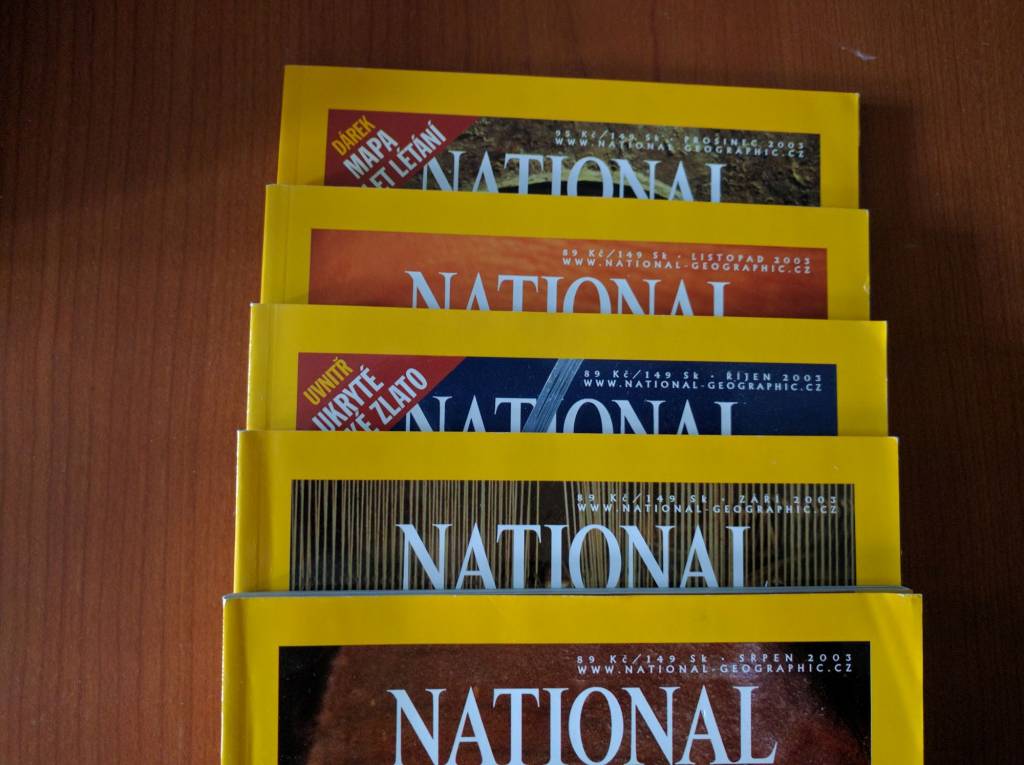 DÁREK
MAPA
LET LÉTÁNÍ
95 Kč/149 Sk • PROSINEC 2003
WWW.NATIONAL-GEOGRAPHIC.CZ
NATIONAL
89 Kč/149 Sk • LISTOPAD 2003
WWW.NATIONAL-GEOGRAPHIC.CZ
NATIONAL
UVNITŘ
UKRYTÉ
ZLATO
89 Kč/149 Sk • ŘÍJEN 2003
WWW.NATIONAL-GEOGRAPHIC.CZ
NATIONAL
89 Kč/149 Sk • ZÁŘÍ 2003
WWW.NATIONAL-GEOGRAPHIC.CZ
NATIONAL
89 Kč/149 Sk • SRPEN 2003
WWW.NATIONAL-GEOGRAPHIC.CZ
NATIONAL